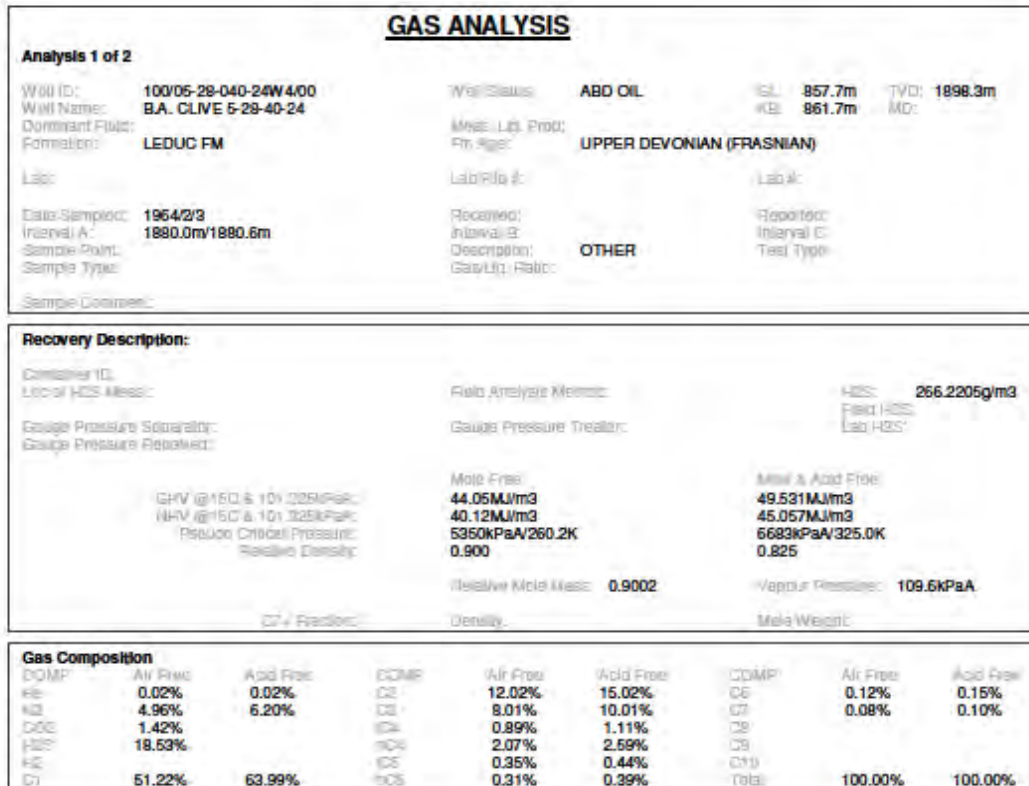 GAS ANALYSIS
Analysis 1 of 2
Well ID: 100/05-28-040-24W4/00 Well Status: ABD OIL GL: 857.7m TVD: 1898.3m
Well Name: B.A. CLIVE 5-28-40-24 KB: 861.7m MD:
Dominant Fluid: Meas. Liq. Prod:
Formation: LEDUC FM Fm Age: UPPER DEVONIAN (FRASNIAN)
Lab: Lab File #: Lab #:
Date Sampled: 1964/2/3 Received: Reported:
Interval A: 1880.0m/1880.6m Interval B: Interval C:
Sample Point: Description: OTHER Test Type:
Sample Type: Gas/Liq. Ratio:
Sample Comment:
Recovery Description:
Container ID:
Loc of H2S Meas: Field Analysis Method: H2S: 266.2205g/m3
Field H2S:
Gauge Pressure Separator: Gauge Pressure Treater: Lab H2S:
Gauge Pressure Received:
Free Acid Free
GHV @15C & 101.325kPaA: 44.05MJ/m3 49.531MJ/m3
NHV @15C & 101.325kPaA: 40.12MJ/m3 45.057MJ/m3
Pseudo Critical Pressure: 5350kPaA/260.2K 6683kPaA/325.0K
Relative Density: 0.900 0.825
Relative Mole Mass: 0.9002 Vapour Pressure: 109.6kPaA
C7+ Fraction: Density: Mole Weight:
Gas Composition
COMP Air Free Acid Free COMP Air Free Acid Free COMP Air Free Acid Free
0.02% 0.02% C2 12.02% 15.02% C6 0.12% 0.15%
N2 4.96% 6.20% C3 8.01% 10.01% C7 0.08% 0.10%
CO2 1.42% iC4 0.89% 1.11% C8
H2S 18.53% nC4 2.07% 2.59% C9
iC5 0.35% 0.44% C10
C1 51.22% 63.99% nC5 0.31% 0.39% Total 100.00% 100.00%